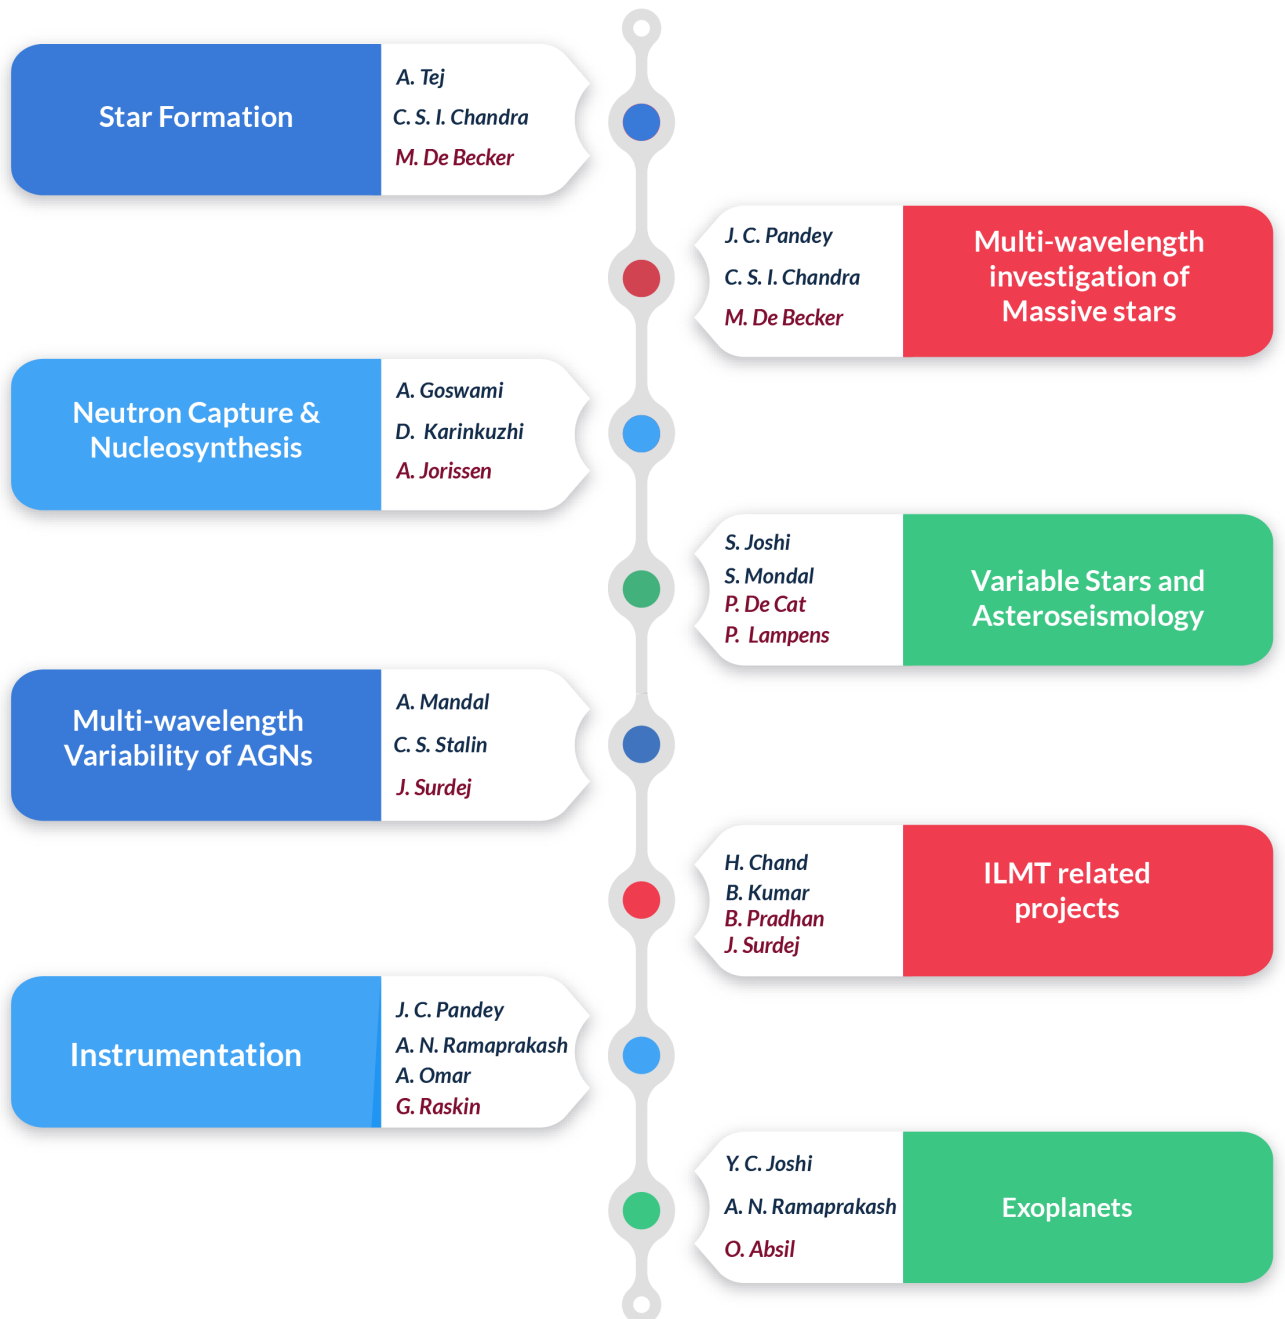 Star Formation
A. Tej
C. S. I. Chandra
M. De Becker
J. C. Pandey
C. S. I. Chandra
M. De Becker
Multi-wavelength
investigation of
Massive stars
Neutron Capture &
Nucleosynthesis
A. Goswami
D. Karinkuzhi
A. Jorissen
S. Joshi
S. Mondal
P. De Cat
P. Lampens
Variable Stars and
Asteroseismology
Multi-wavelength
Variability of AGNs
A. Mandal
C. S. Stalin
J. Surdej
H. Chand
B. Kumar
B. Pradhan
J. Surdej
ILMT related
projects
Instrumentation
J. C. Pandey
A. N. Ramaprakash
A. Omar
G. Raskin
Y. C. Joshi
A. N. Ramaprakash
O. Absil
Exoplanets